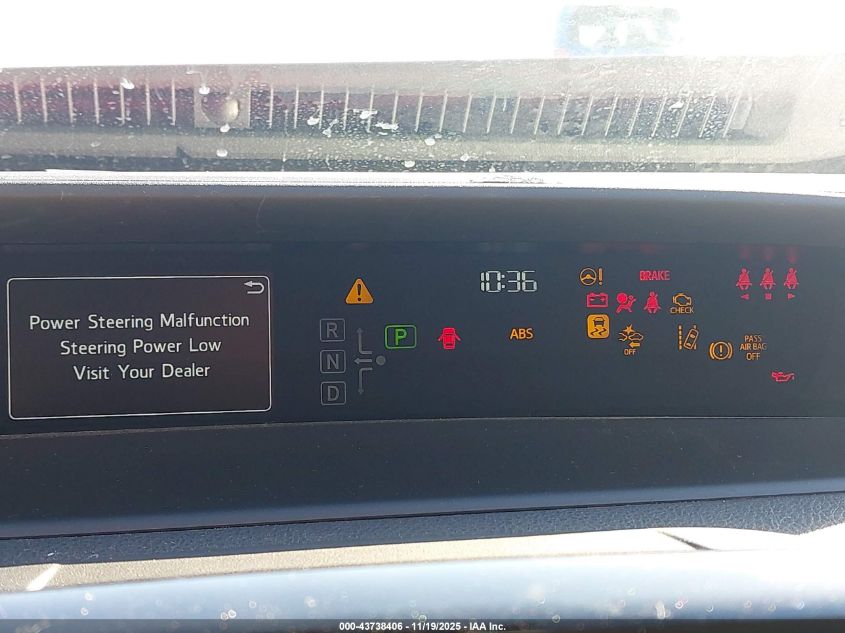 Power Steering Malfunction
Steering Power Low
Visit Your Dealer
R
N
D
P
10:36
ABS
BRAKE
CHECK
OFF
PASS
AIR BAG
OFF
000-43738406 - 11/19/2025 - IAA Inc.